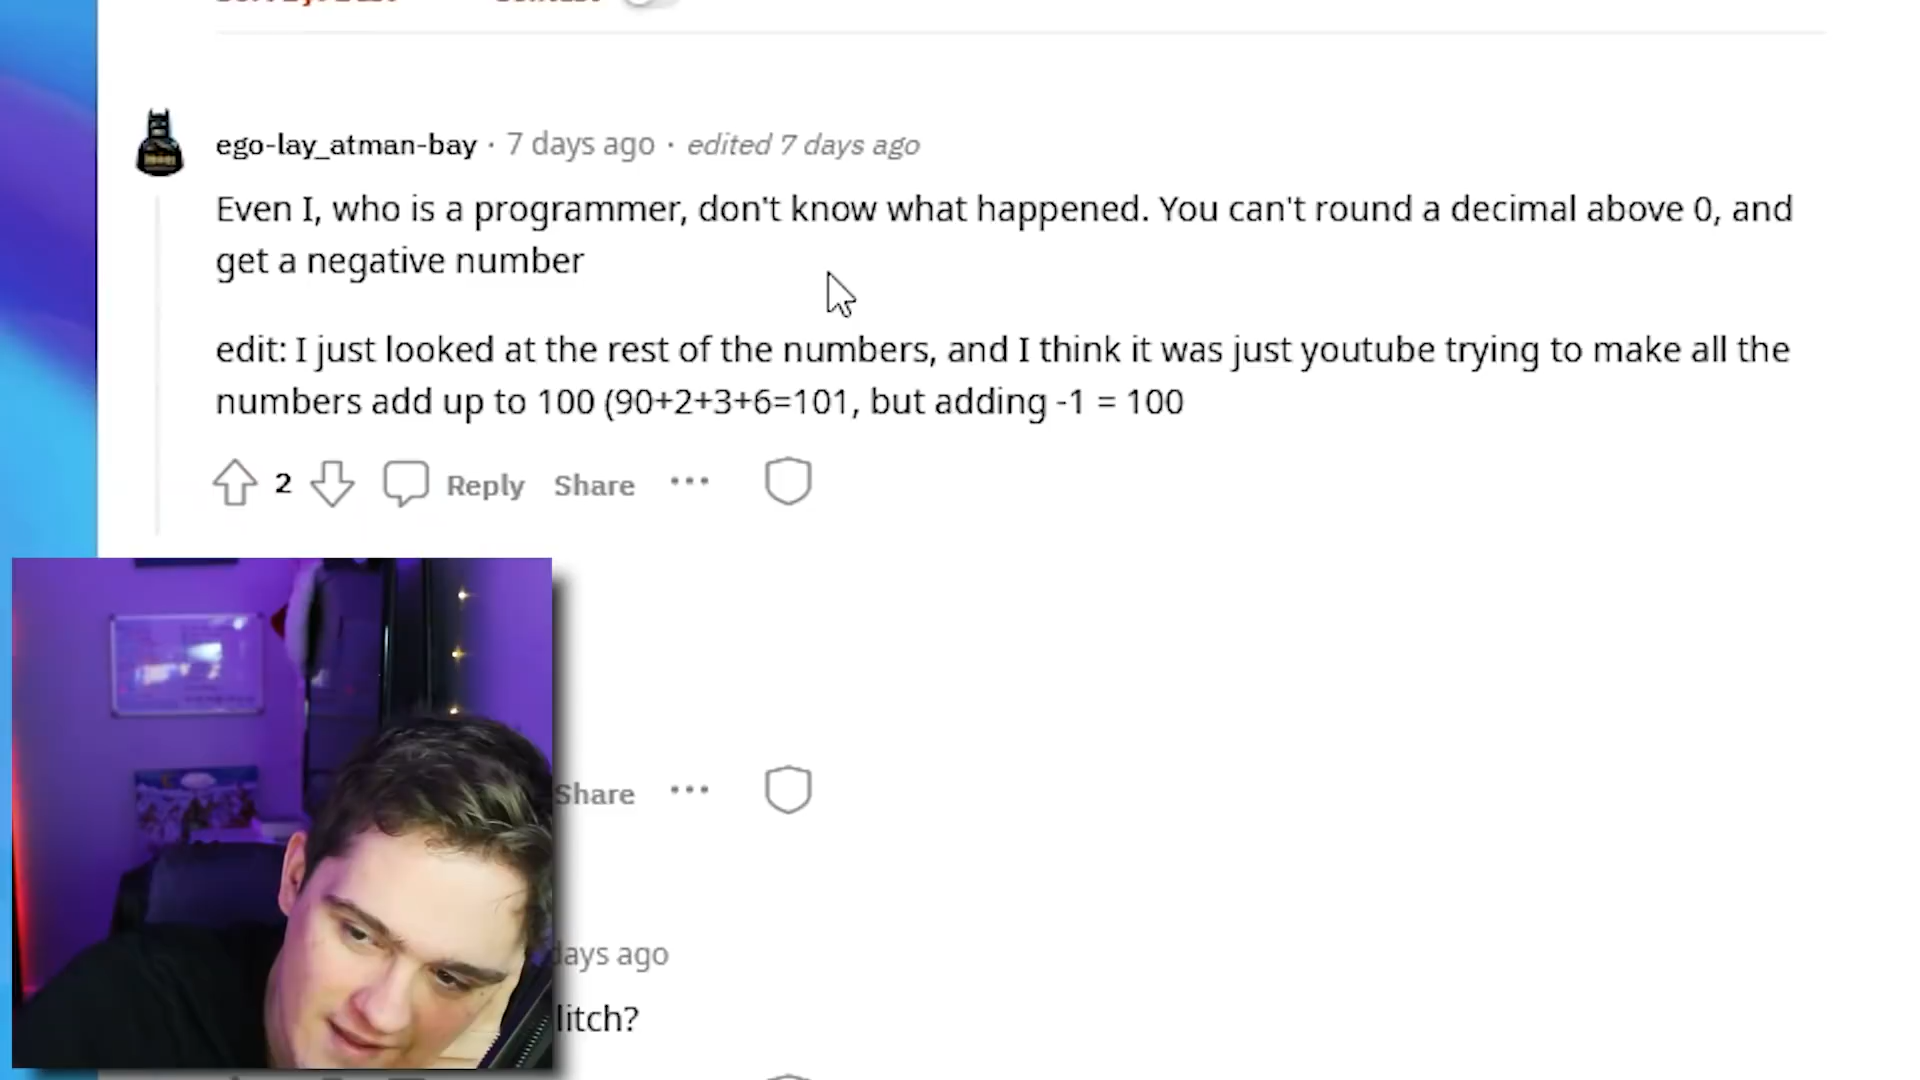 ego-lay_atman-bay · 7 days ago · edited 7 days ago
Even I, who is a programmer, don't know what happened. You can't round a decimal above 0, and
get a negative number
edit: I just looked at the rest of the numbers, and I think it was just youtube trying to make all the
numbers add up to 100 (90+2+3+6=101, but adding -1 = 100
2 Reply Share ···
Share ···
days ago
litch?